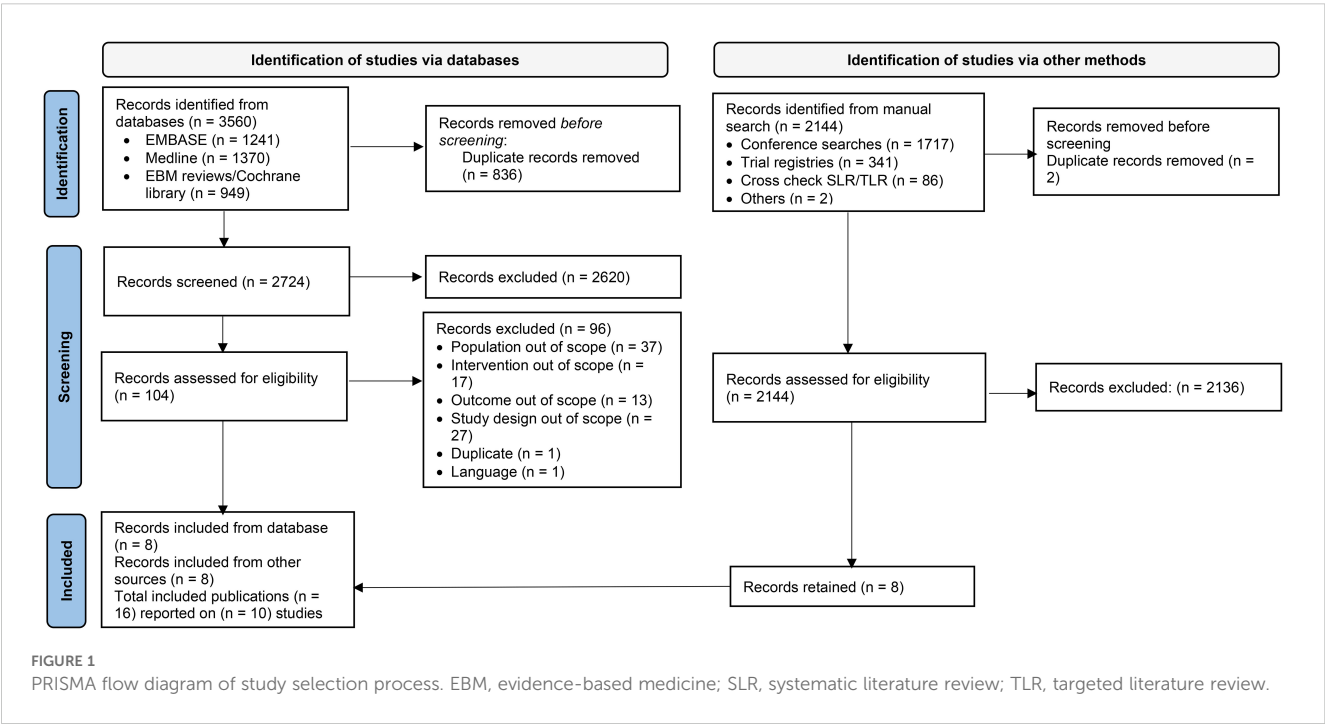 Identification of studies via databases
Identification of studies via other methods
Identification
Records identified from
databases (n = 3560)
• EMBASE (n = 1241)
• Medline (n = 1370)
• EBM reviews/Cochrane
library (n = 949)
Records removed before
screening:
Duplicate records removed
(n = 836)
Records identified from manual
search (n = 2144)
• Conference searches (n = 1717)
• Trial registries (n = 341)
• Cross check SLR/TLR (n = 86)
• Others (n = 2)
Records removed before
screening
Duplicate records removed (n =
2)
Screening
Records screened (n = 2724)
Records excluded (n = 2620)
Records assessed for eligibility
(n = 104)
Records excluded (n = 96)
• Population out of scope (n = 37)
• Intervention out of scope (n =
17)
• Outcome out of scope (n = 13)
• Study design out of scope (n =
27)
• Duplicate (n = 1)
• Language (n = 1)
Records assessed for eligibility
(n = 2144)
Records excluded: (n = 2136)
Included
Records included from database
(n = 8)
Records included from other
sources (n = 8)
Total included publications (n =
16) reported on (n = 10) studies
Records retained (n = 8)
FIGURE 1
PRISMA flow diagram of study selection process. EBM, evidence-based medicine; SLR, systematic literature review; TLR, targeted literature review.